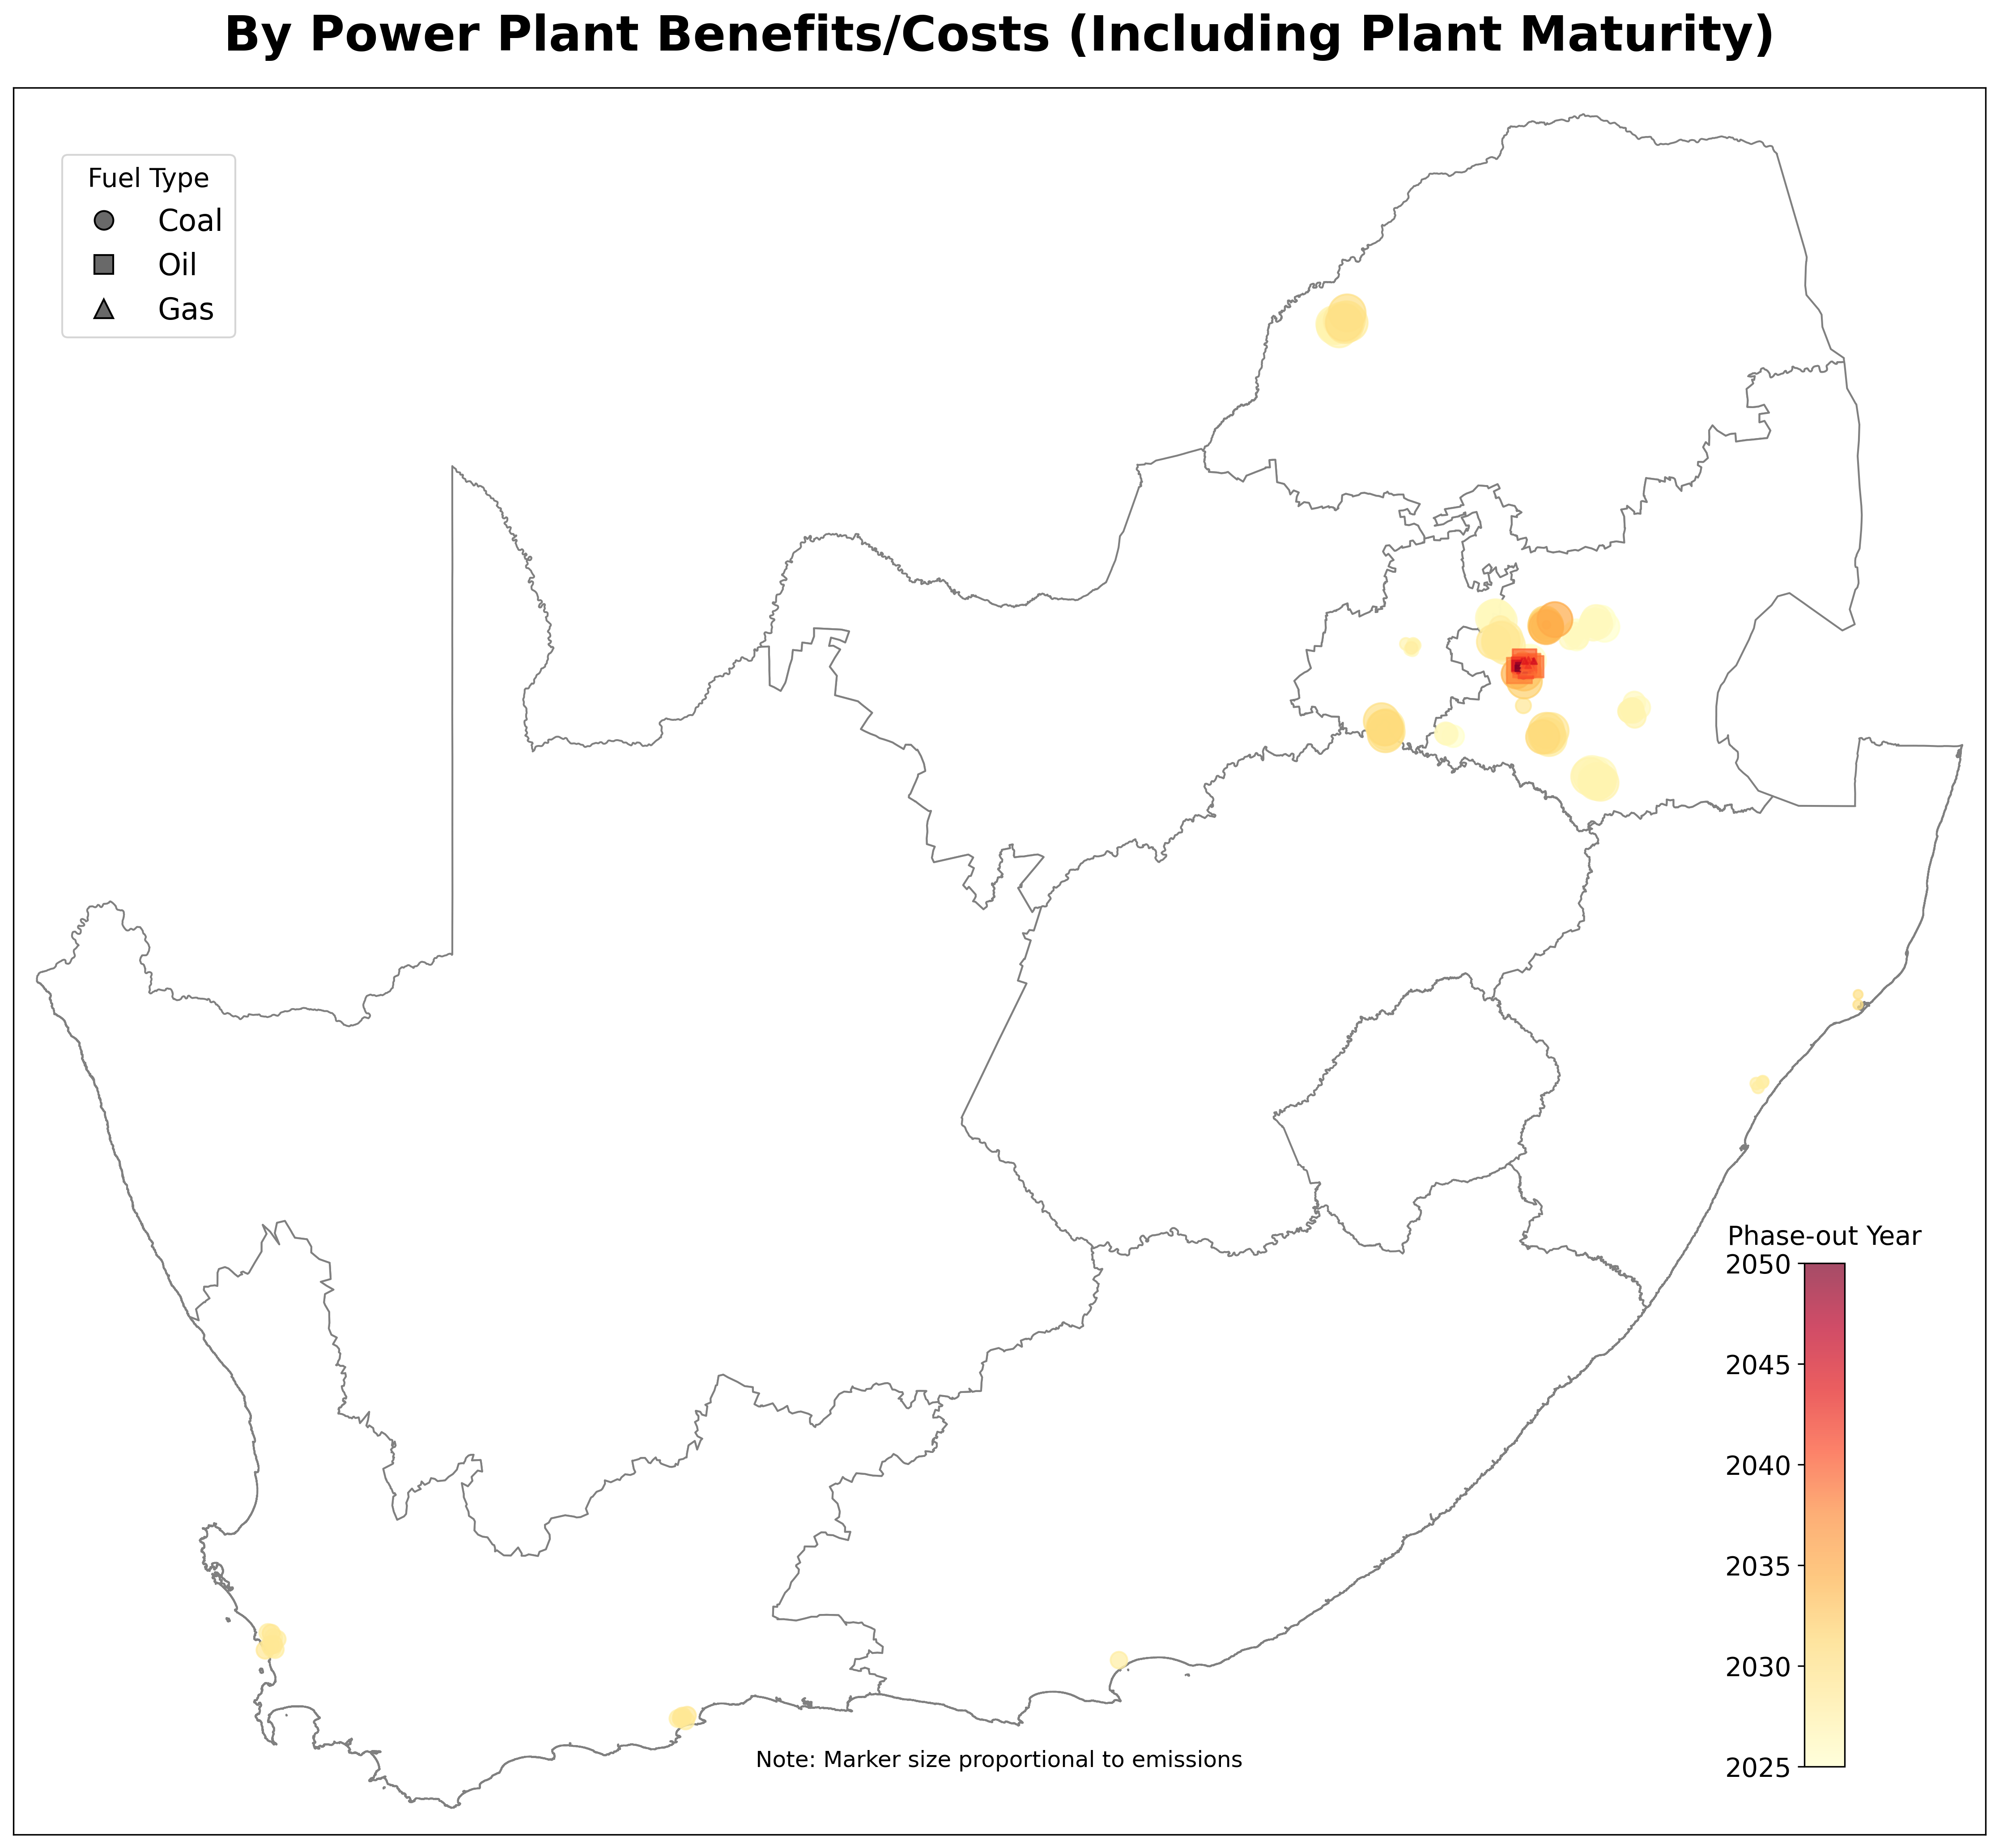 By Power Plant Benefits/Costs (Including Plant Maturity)
Fuel Type
Coal
Oil
Gas
Phase-out Year
2050
2045
2040
2035
2030
2025
Note: Marker size proportional to emissions